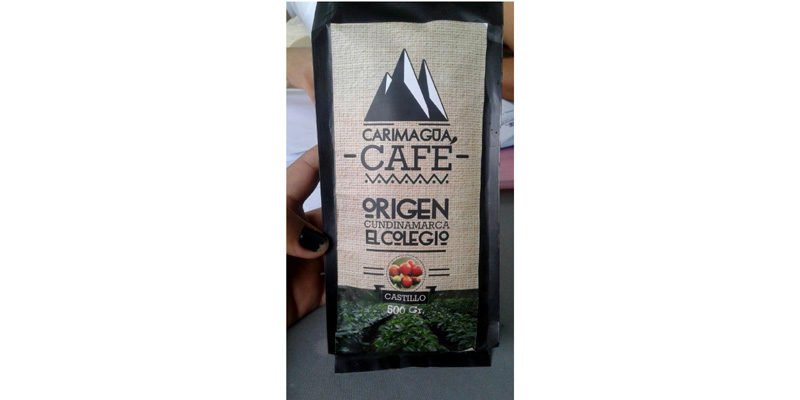 CARIMAGUA
-CAFÉ-
ORIGEN
CUNDINAMARCA
EL COLEGIO
CASTILLO
500 Gr.